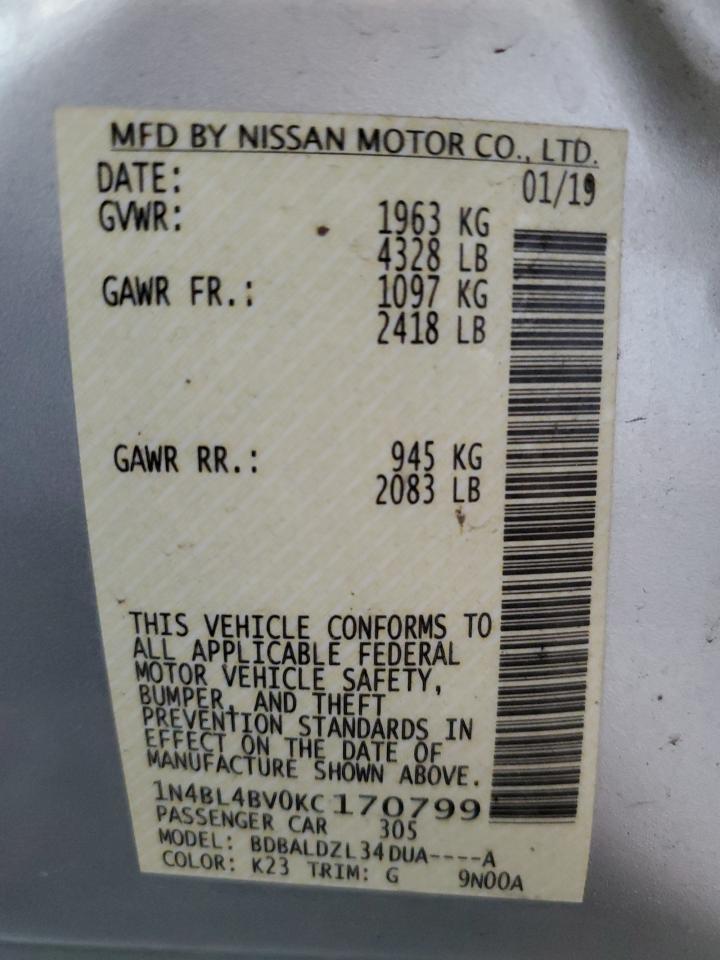 MFD BY NISSAN MOTOR CO., LTD.
DATE: 01/19
GVWR: 1963 KG
4328 LB
GAWR FR.: 1097 KG
2418 LB
GAWR RR.: 945 KG
2083 LB
THIS VEHICLE CONFORMS TO
ALL APPLICABLE FEDERAL
MOTOR VEHICLE SAFETY,
BUMPER, AND THEFT
PREVENTION STANDARDS IN
EFFECT ON THE DATE OF
MANUFACTURE SHOWN ABOVE.
1N4BL4BV0KC170799
PASSENGER CAR 305
MODEL: BDBALDZL34DUA----A
COLOR: K23 TRIM: G 9N00A